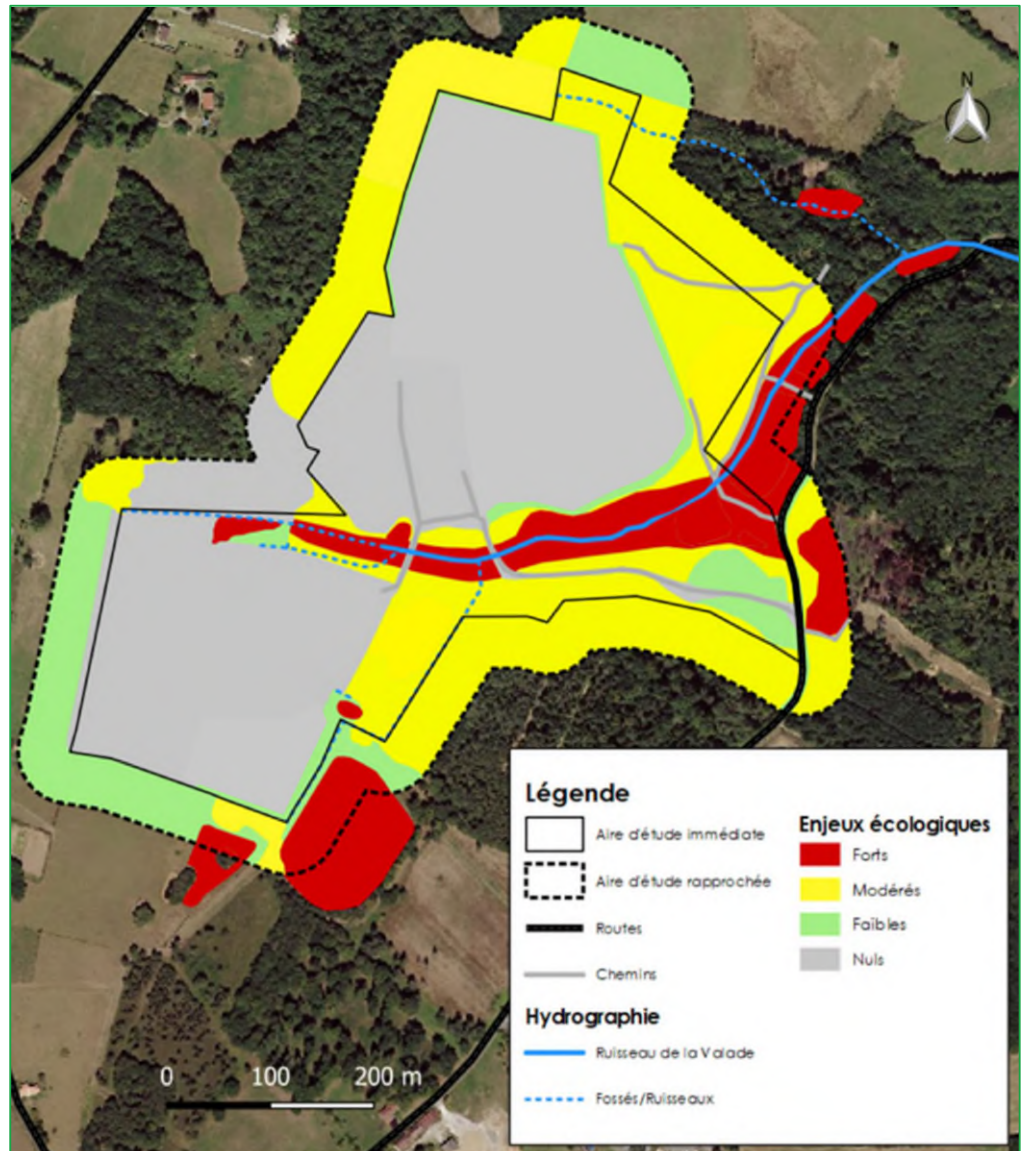 N
0 100 200 m
Légende
Aire d'étude immédiate
Aire d'étude rapprochée
Routes
Chemins
Hydrographie
Ruisseau de la Valade
Fossés/Ruisseaux
Enjeux écologiques
Forts
Modérés
Faibles
Nuls